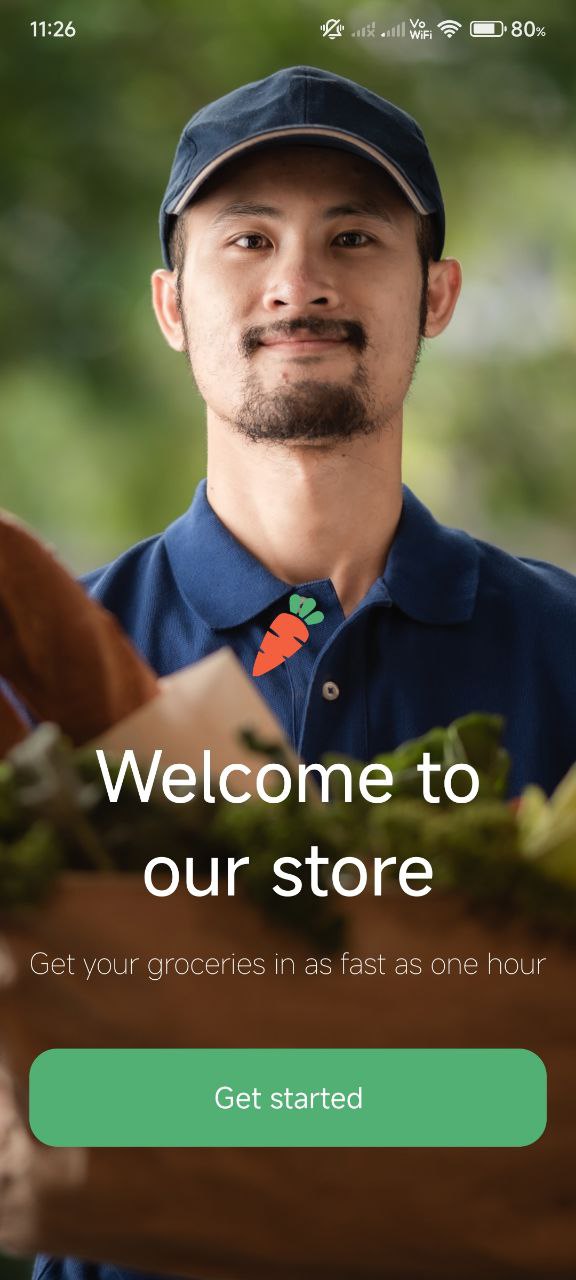 11:26 Vo WiFi 80%
Welcome to
our store
Get your groceries in as fast as one hour
Get started